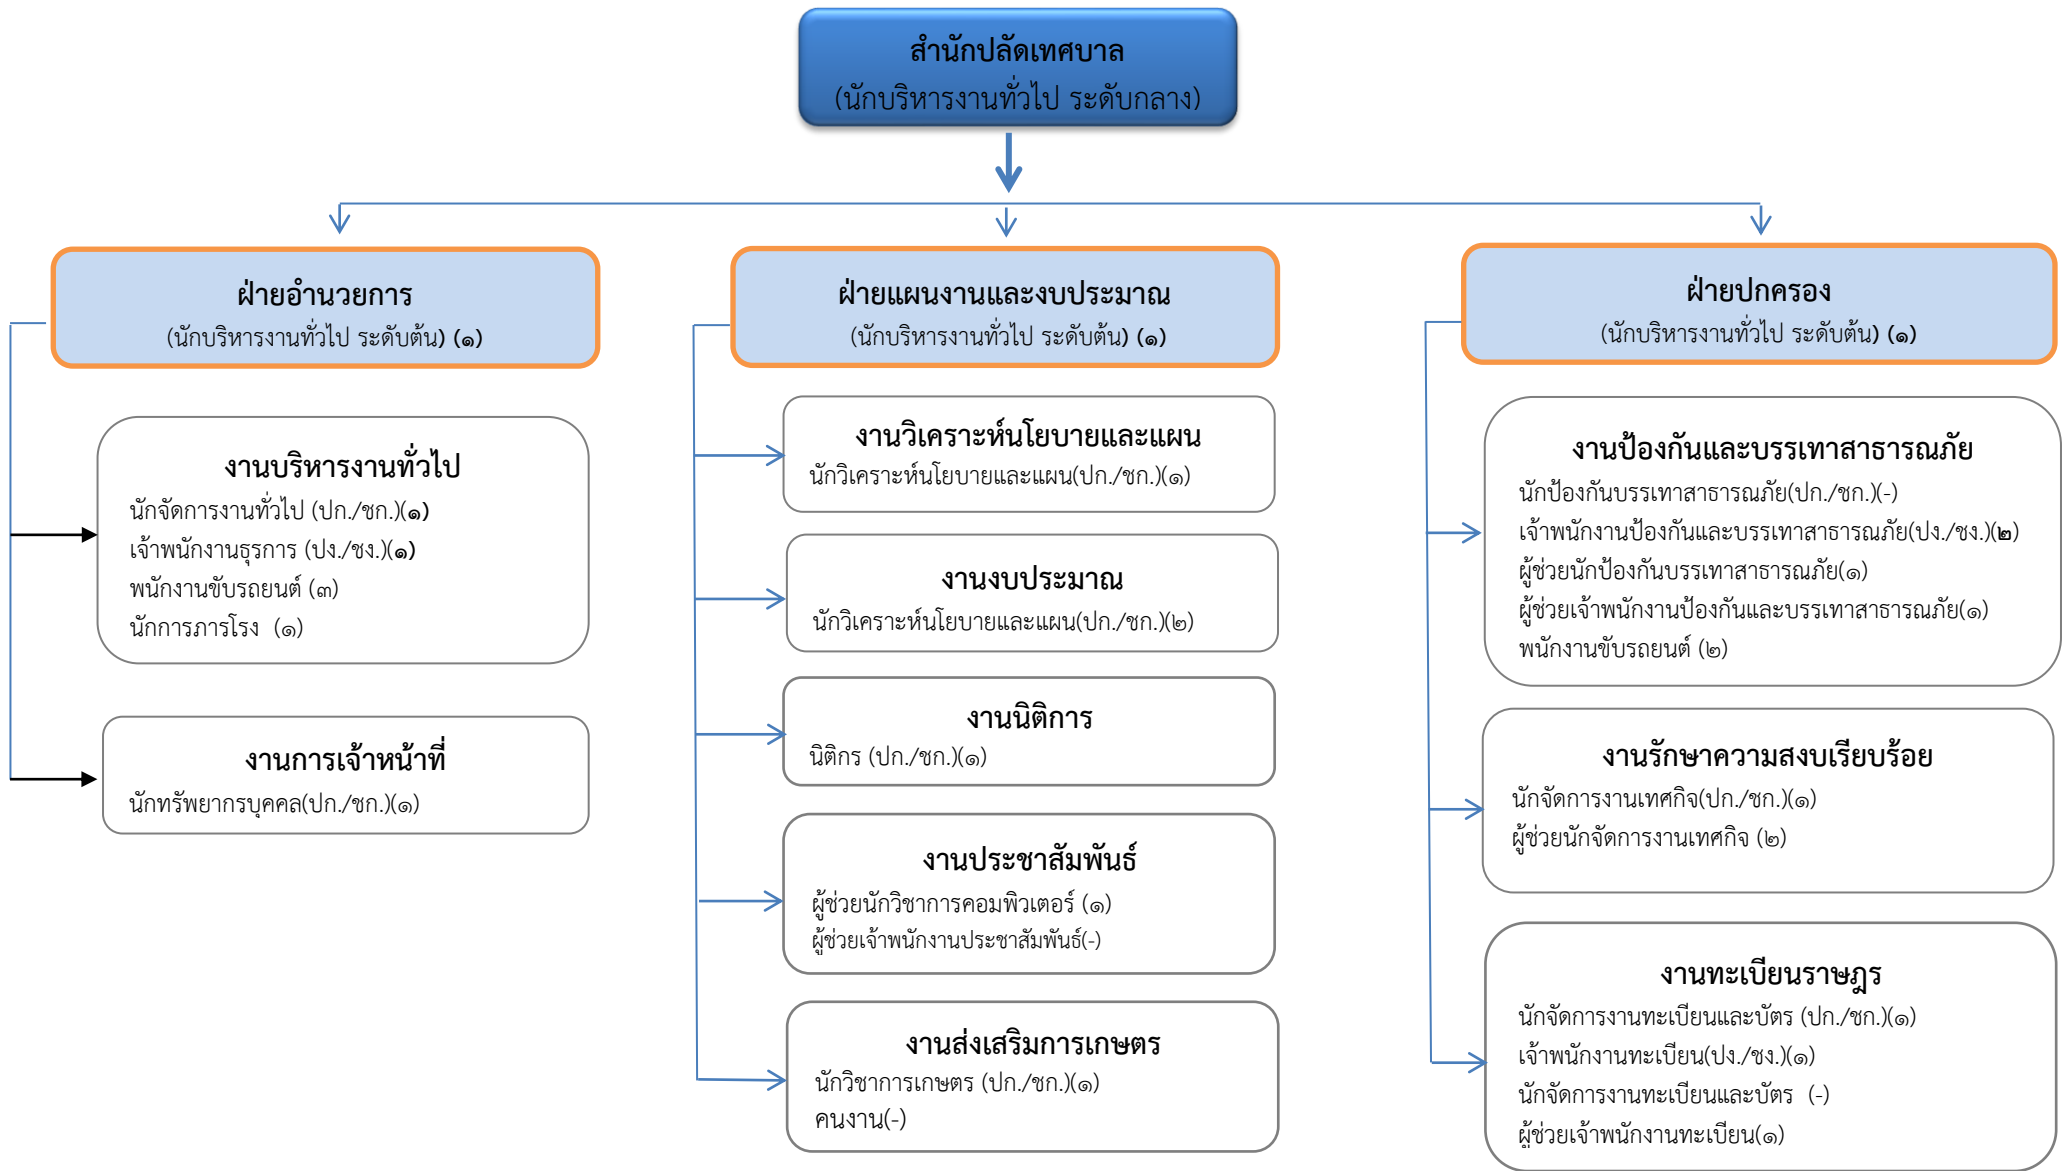 สำนักปลัดเทศบาล
(นักบริหารงานทั่วไป ระดับกลาง)
ฝ่ายอำนวยการ
(นักบริหารงานทั่วไป ระดับต้น) (๑)
งานบริหารงานทั่วไป
นักจัดการงานทั่วไป (ปก./ชก.)(๑)
เจ้าพนักงานธุรการ (ปง./ชง.)(๑)
พนักงานขับรถยนต์ (๓)
นักการภารโรง (๑)
งานการเจ้าหน้าที่
นักทรัพยากรบุคคล(ปก./ชก.)(๑)
ฝ่ายแผนงานและงบประมาณ
(นักบริหารงานทั่วไป ระดับต้น) (๑)
งานวิเคราะห์นโยบายและแผน
นักวิเคราะห์นโยบายและแผน(ปก./ชก.)(๑)
งานงบประมาณ
นักวิเคราะห์นโยบายและแผน(ปก./ชก.)(๒)
งานนิติการ
นิติกร (ปก./ชก.)(๑)
งานประชาสัมพันธ์
ผู้ช่วยนักวิชาการคอมพิวเตอร์ (๑)
ผู้ช่วยเจ้าพนักงานประชาสัมพันธ์(-)
งานส่งเสริมการเกษตร
นักวิชาการเกษตร (ปก./ชก.)(๑)
คนงาน(-)
ฝ่ายปกครอง
(นักบริหารงานทั่วไป ระดับต้น) (๑)
งานป้องกันและบรรเทาสาธารณภัย
นักป้องกันบรรเทาสาธารณภัย(ปก./ชก.)(-)
เจ้าพนักงานป้องกันและบรรเทาสาธารณภัย(ปง./ชง.)(๒)
ผู้ช่วยนักป้องกันบรรเทาสาธารณภัย(๑)
ผู้ช่วยเจ้าพนักงานป้องกันและบรรเทาสาธารณภัย(๑)
พนักงานขับรถยนต์ (๒)
งานรักษาความสงบเรียบร้อย
นักจัดการงานเทศกิจ(ปก./ชก.)(๑)
ผู้ช่วยนักจัดการงานเทศกิจ (๒)
งานทะเบียนราษฎร
นักจัดการงานทะเบียนและบัตร (ปก./ชก.)(๑)
เจ้าพนักงานทะเบียน(ปง./ชง.)(๑)
นักจัดการงานทะเบียนและบัตร (-)
ผู้ช่วยเจ้าพนักงานทะเบียน(๑)